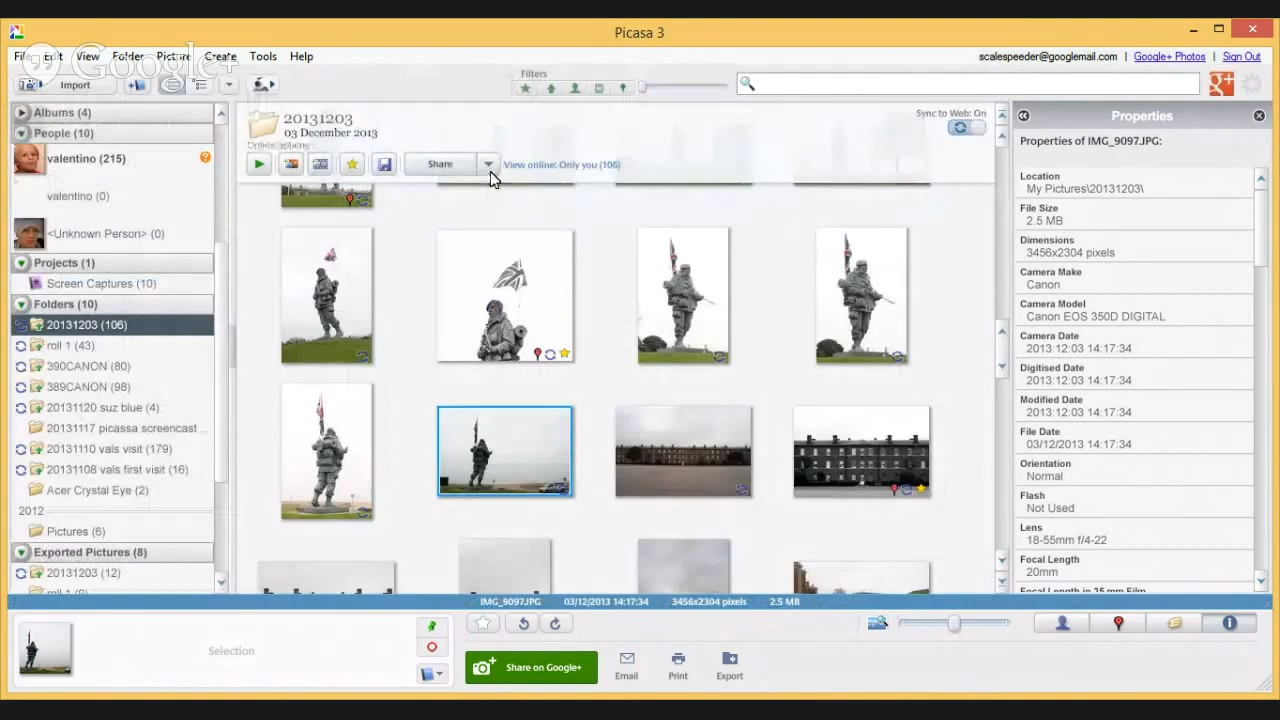 Picasa 3
Google+
File Edit View Folder Picture Create Tools Help
scalespeeder@googlemail.com | Google+ Photos | Sign Out
Import
Filters
Albums (4)
People (10)
valentino (215)
valentino (0)
<Unknown Person> (0)
Projects (1)
Screen Captures (10)
Folders (10)
20131203 (106)
roll 1 (43)
390CANON (80)
389CANON (98)
20131120 suz blue (4)
20131117 picassa screencast ...
20131110 vals visit (179)
20131108 vals first visit (16)
Acer Crystal Eye (2)
2012
Pictures (6)
Exported Pictures (8)
20131203 (12)
20131203
03 December 2013
Sync to Web: On
Share
View online: Only you (106)
Properties
Properties of IMG_9097.JPG:
Location
My Pictures\20131203\
File Size
2.5 MB
Dimensions
3456x2304 pixels
Camera Make
Canon
Camera Model
Canon EOS 350D DIGITAL
Camera Date
2013:12:03 14:17:34
Digitised Date
2013:12:03 14:17:34
Modified Date
2013:12:03 14:17:34
File Date
03/12/2013 14:17:34
Orientation
Normal
Flash
Not Used
Lens
18-55mm f/4-22
Focal Length
20mm
Focal Length in 35 mm Film
IMG_9097.JPG 03/12/2013 14:17:34 3456x2304 pixels 2.5 MB
Selection
Share on Google+
Email
Print
Export